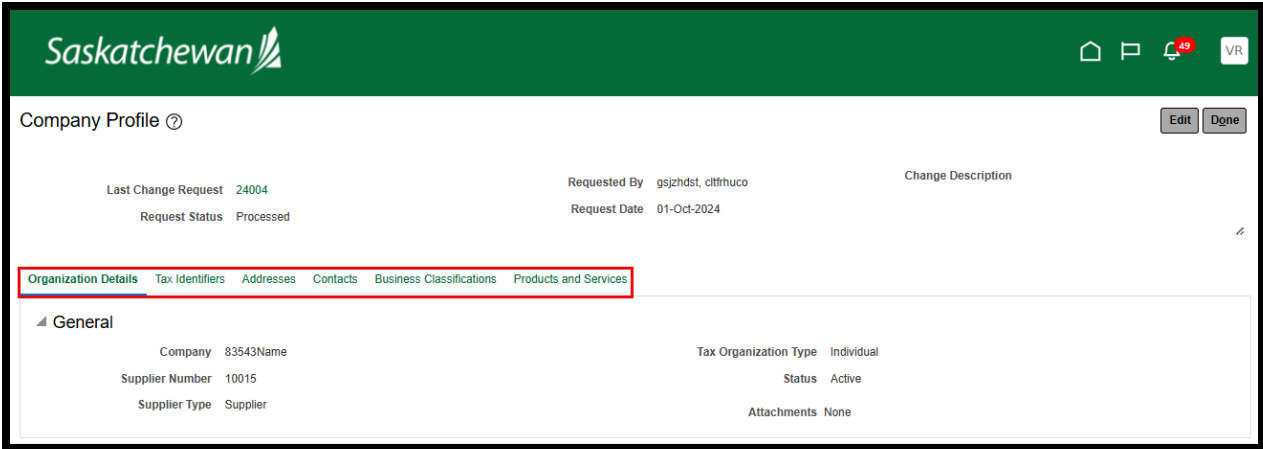 Saskatchewan
49
VR
Company Profile ?
Edit Done
Last Change Request 24004
Request Status Processed
Requested By gsjzhdst, cltfrhuco
Request Date 01-Oct-2024
Change Description
Organization Details Tax Identifiers Addresses Contacts Business Classifications Products and Services
General
Company 83543Name
Supplier Number 10015
Supplier Type Supplier
Tax Organization Type Individual
Status Active
Attachments None